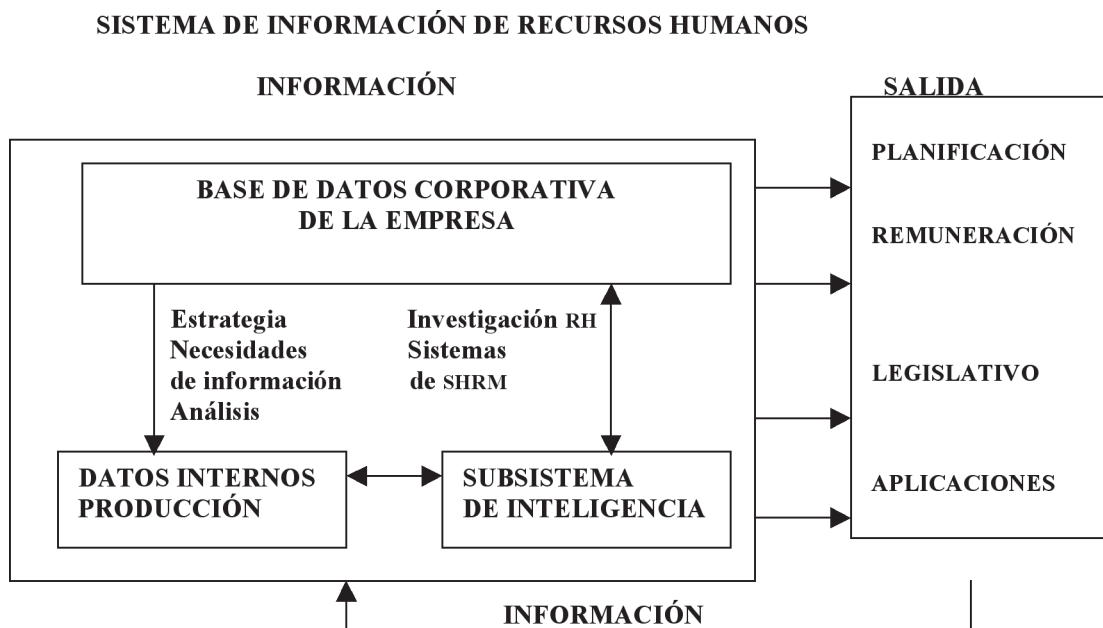 SISTEMA DE INFORMACIÓN DE RECURSOS HUMANOS
INFORMACIÓN
SALIDA
BASE DE DATOS CORPORATIVA
DE LA EMPRESA
Estrategia
Necesidades
de información
Análisis
Investigación RH
Sistemas
de SHRM
DATOS INTERNOS
PRODUCCIÓN
SUBSISTEMA
DE INTELIGENCIA
PLANIFICACIÓN
REMUNERACIÓN
LEGISLATIVO
APLICACIONES
INFORMACIÓN